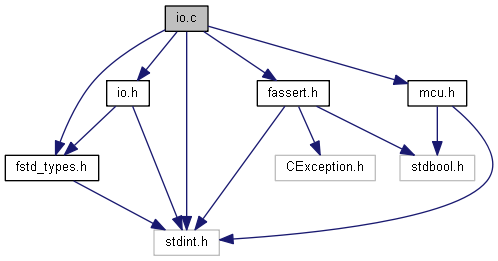 io.c
io.h
fassert.h
mcu.h
fstd_types.h
CException.h
stdbool.h
stdint.h